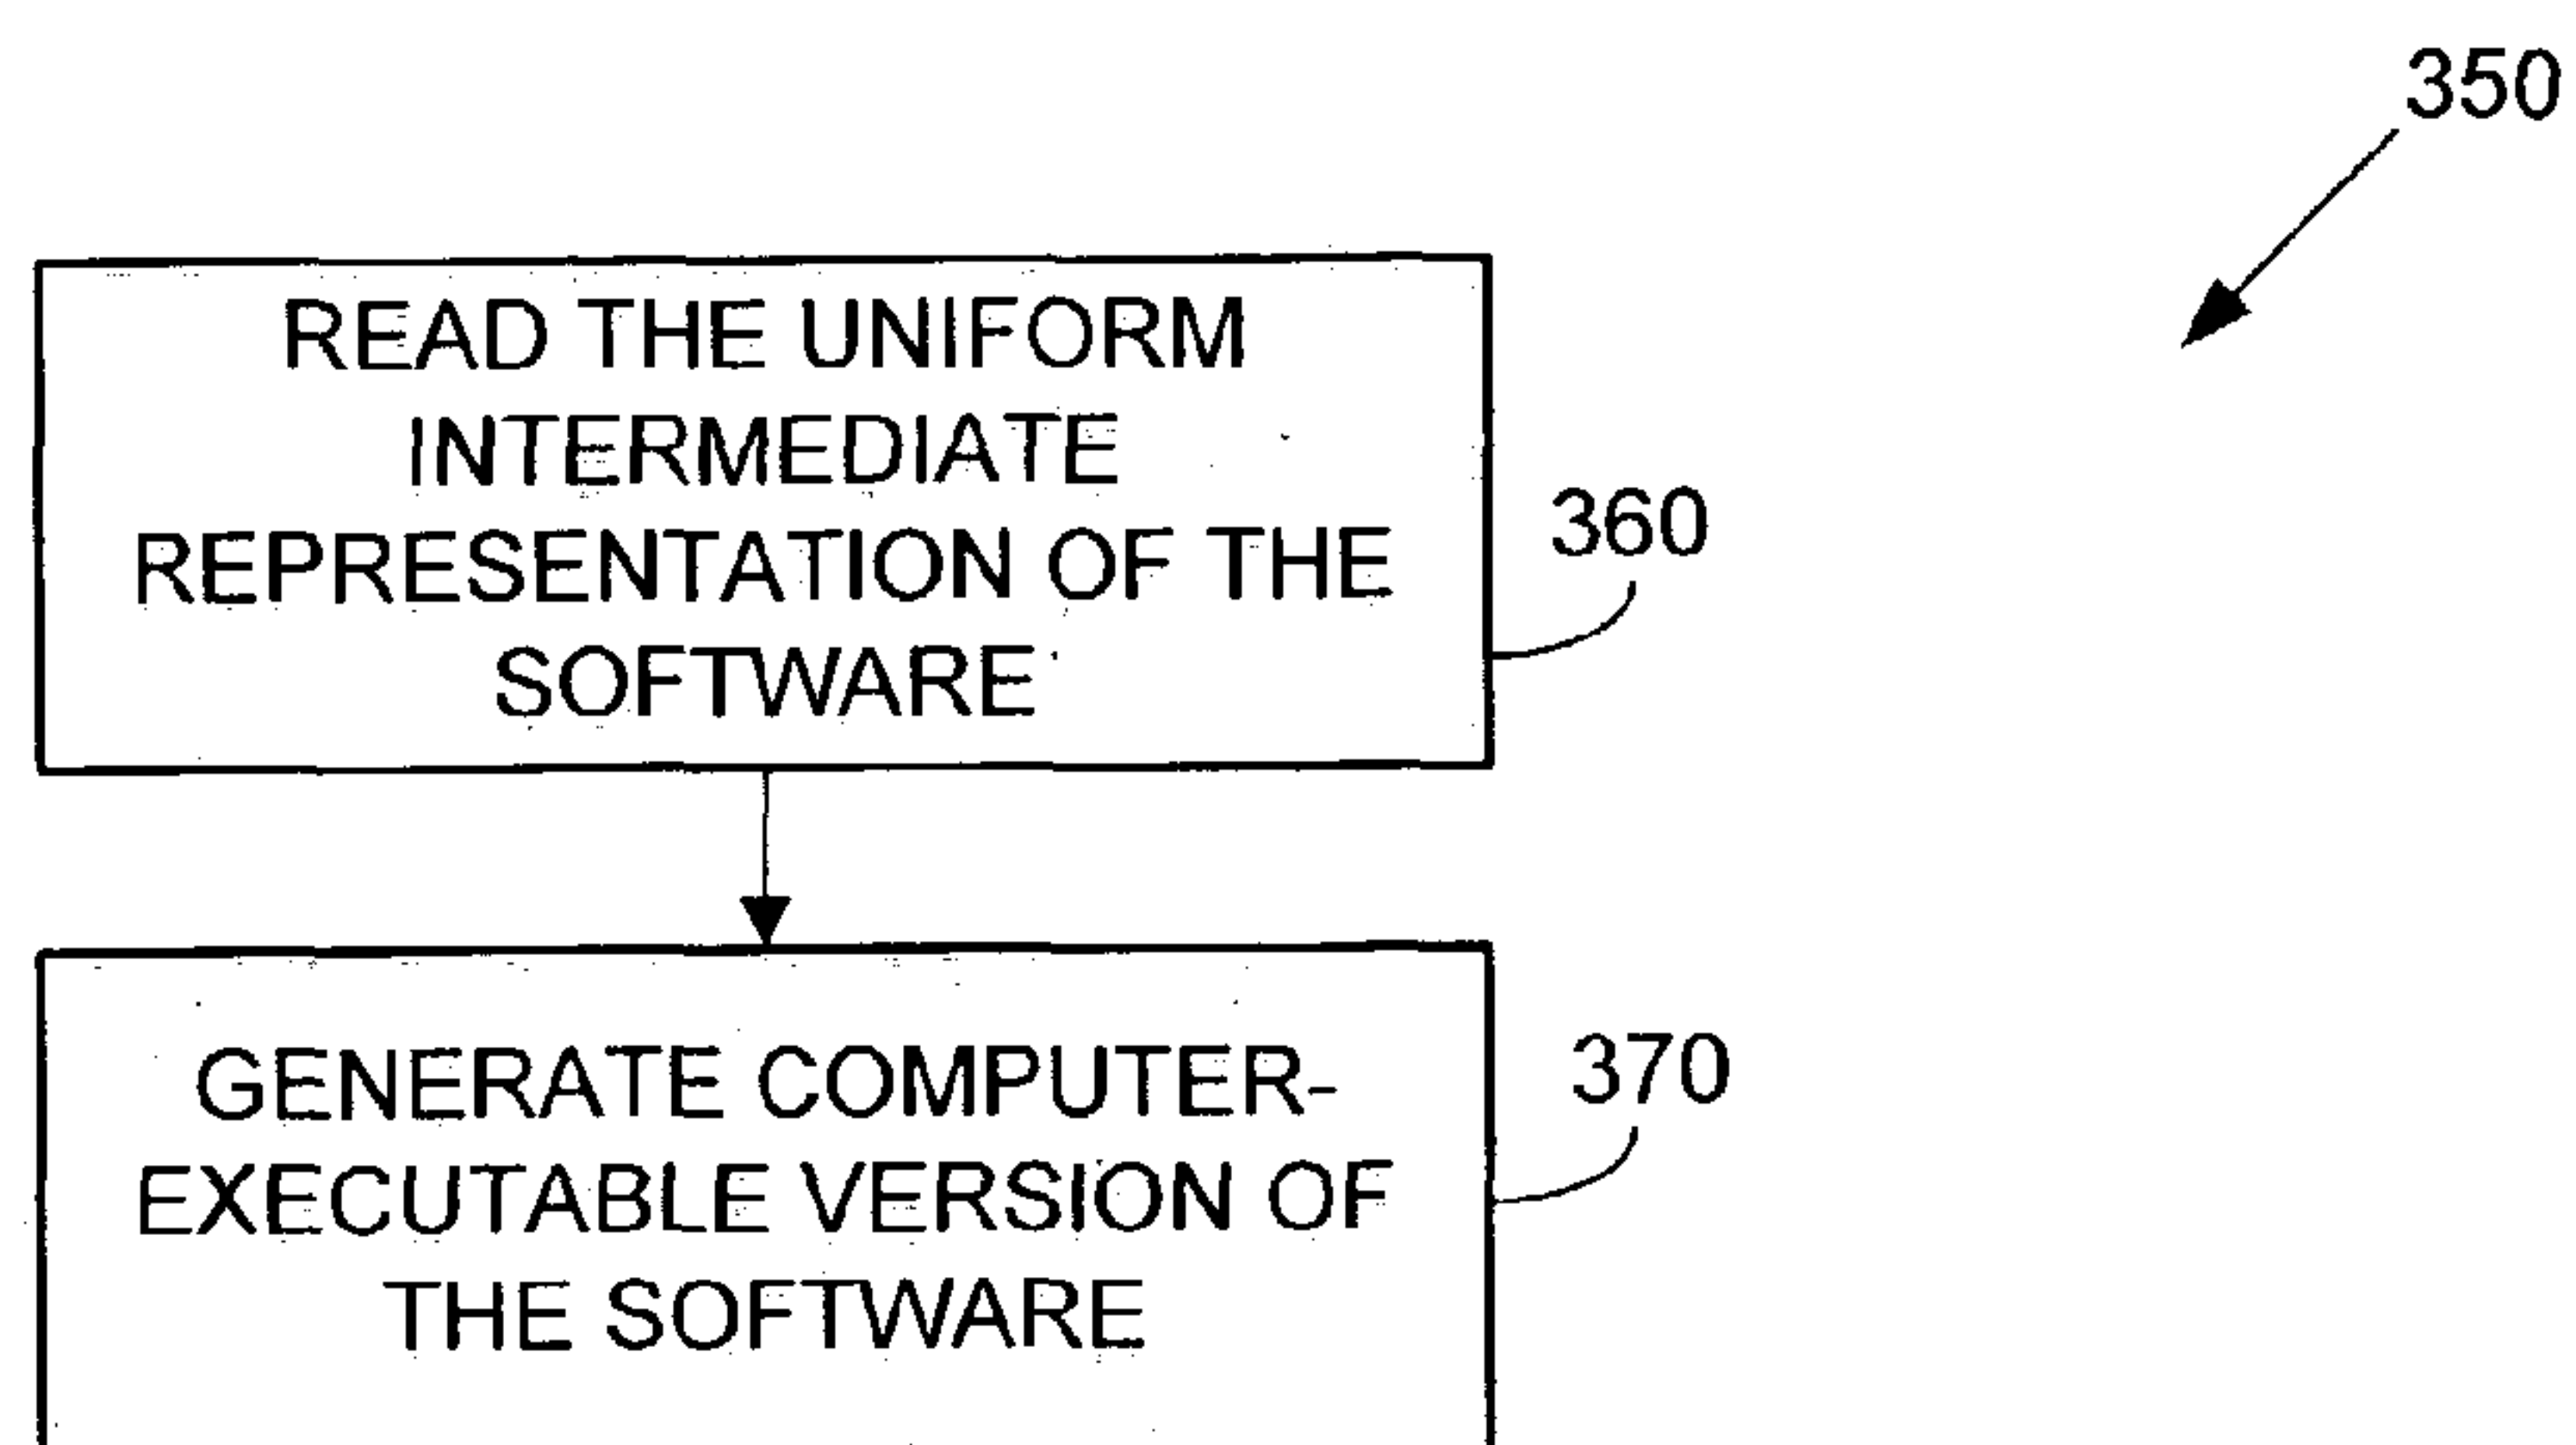 350
READ THE UNIFORM
INTERMEDIATE
REPRESENTATION OF THE
SOFTWARE
360
GENERATE COMPUTER-
EXECUTABLE VERSION OF
THE SOFTWARE
370